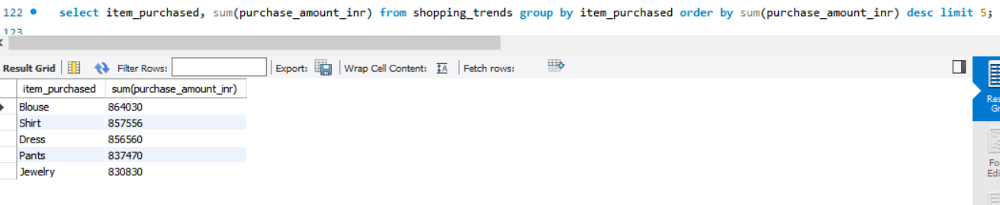 122 select item_purchased, sum(purchase_amount_inr) from shopping_trends group by item_purchased order by sum(purchase_amount_inr) desc limit 5;
123
Result Grid Filter Rows: Export: Wrap Cell Content: Fetch rows:
item_purchased sum(purchase_amount_inr)
Blouse 864030
Shirt 857556
Dress 856560
Pants 837470
Jewelry 830830
Res
Gr
Fo
Edi